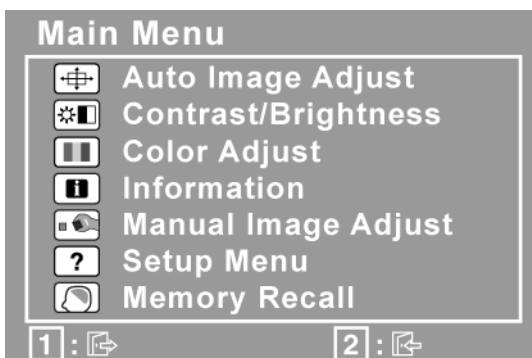 Main Menu
Auto Image Adjust
Contrast/Brightness
Color Adjust
i Information
Manual Image Adjust
? Setup Menu
Memory Recall
1 : 2 :